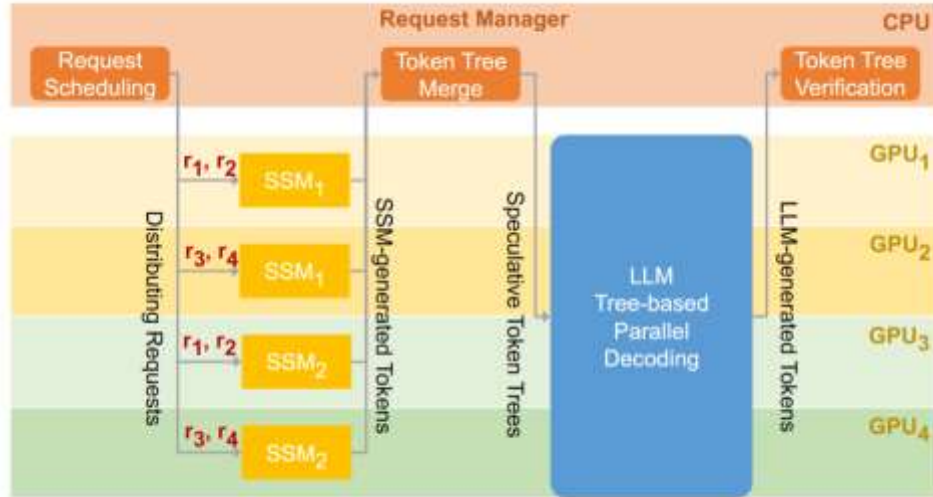 Request Manager
CPU
Request
Scheduling
Token Tree
Merge
Token Tree
Verification
GPU1
r1, r2
SSM1
GPU2
r3, r4
SSM1
GPU3
r1, r2
SSM2
GPU4
r3, r4
SSM2
Distributing Requests
SSM-generated Tokens
Speculative Token Trees
LLM
Tree-based
Parallel
Decoding
LLM-generated Tokens